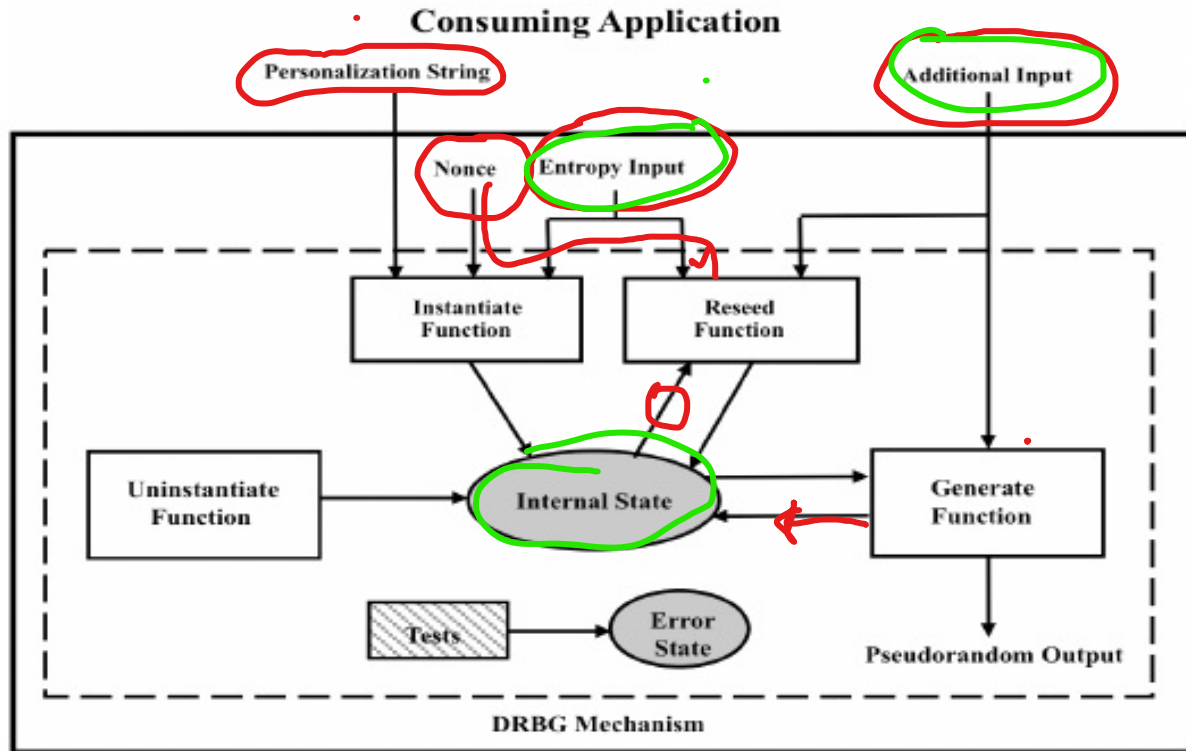 Consuming Application
Personalization String
Additional Input
Nonce
Entropy Input
Instantiate
Function
Reseed
Function
Uninstantiate
Function
Internal State
Generate
Function
Tests
Error
State
Pseudorandom Output
DRBG Mechanism